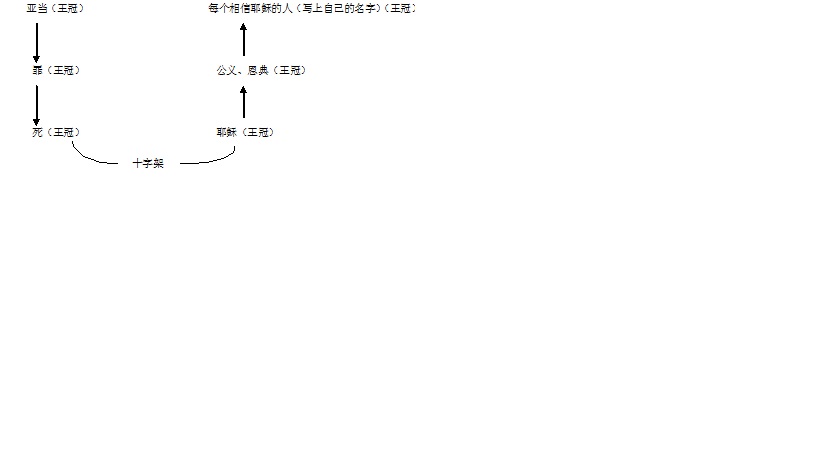 亚当（王冠）
每个相信耶稣的人（写上自己的名字）（王冠）
罪（王冠）
公义、恩典（王冠）
死（王冠）
耶稣（王冠）
十字架